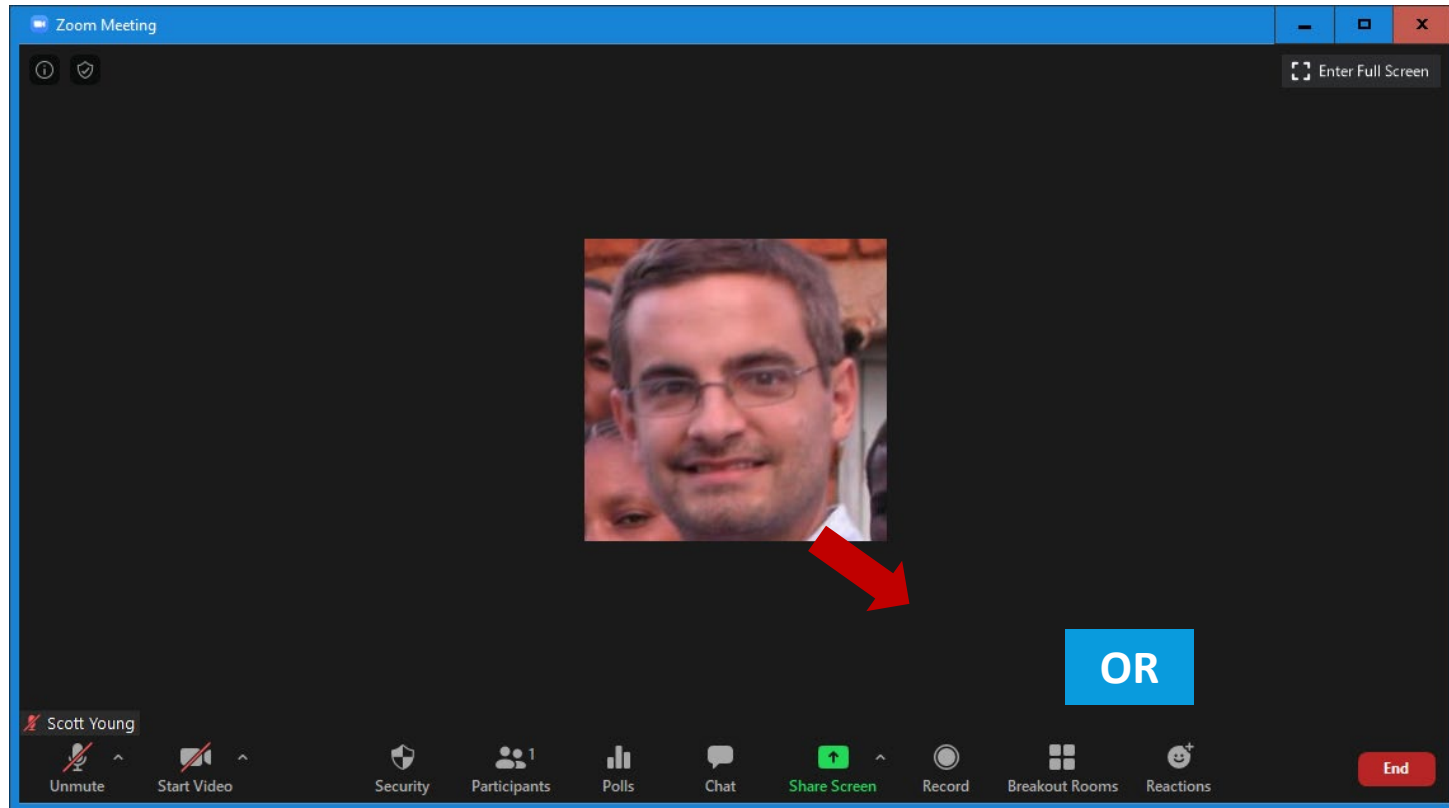 Zoom Meeting
Enter Full Screen
OR
Scott Young
Unmute Start Video Security Participants 1 Polls Chat Share Screen Record Breakout Rooms Reactions End